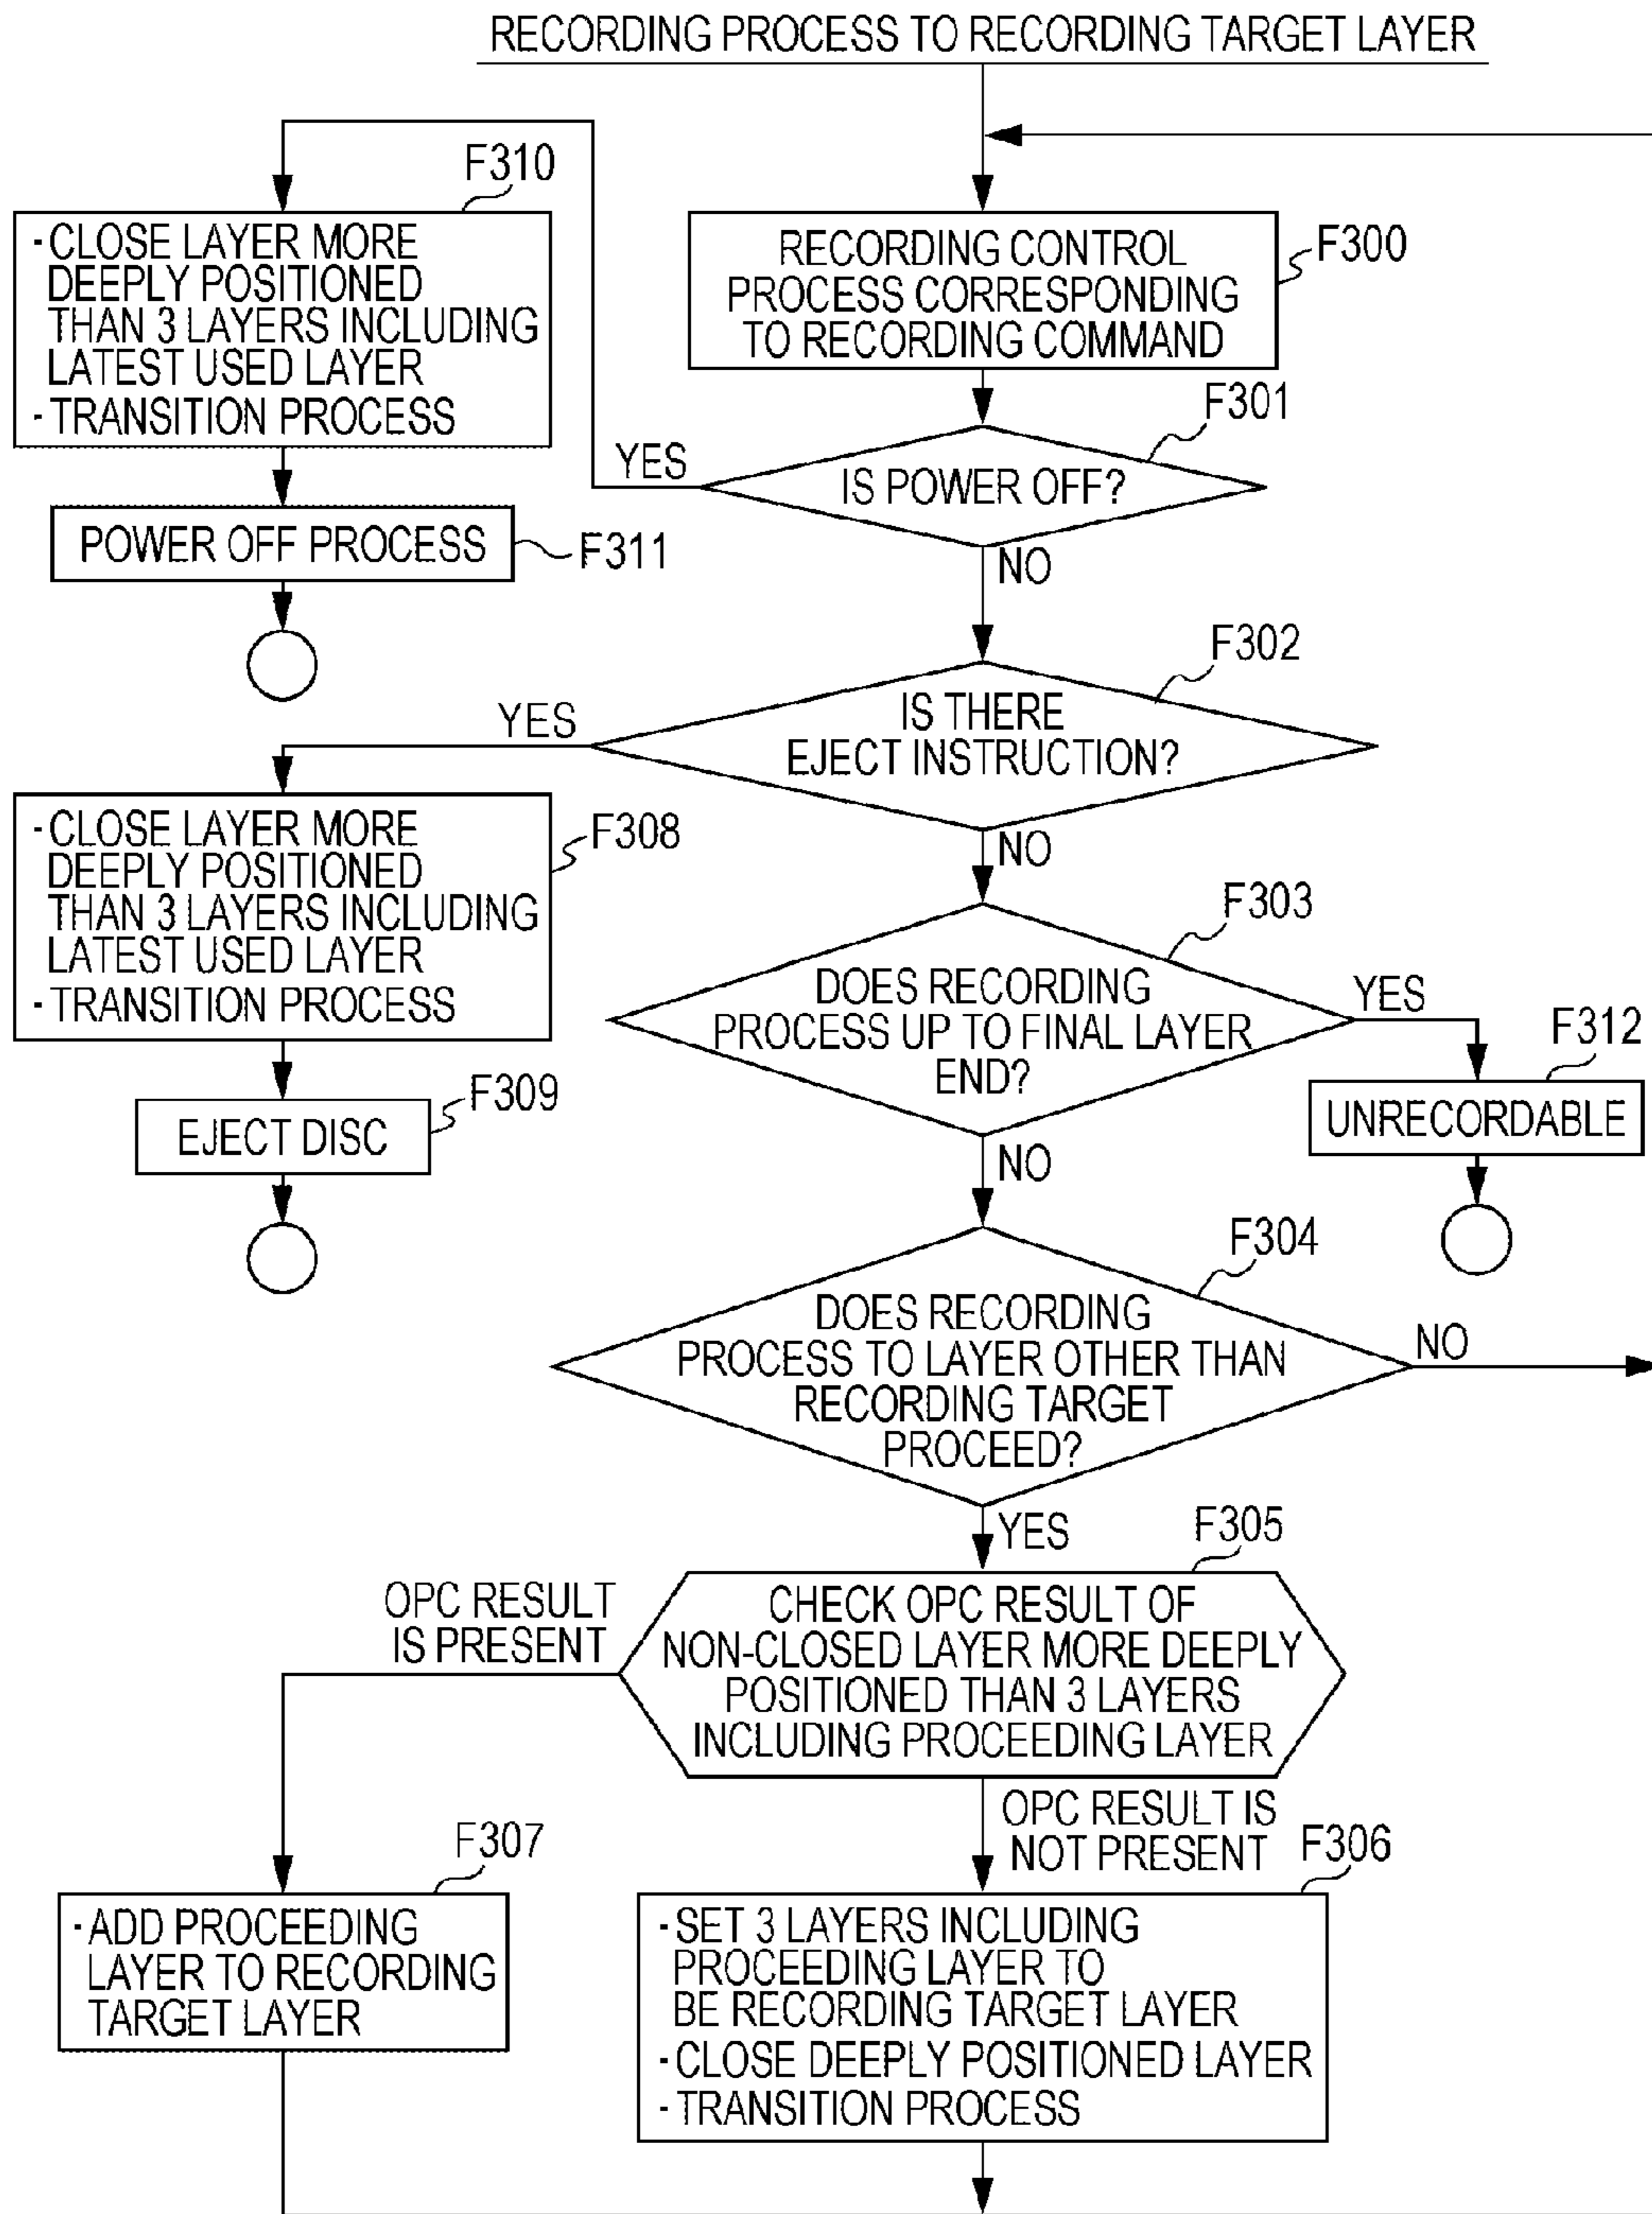 RECORDING PROCESS TO RECORDING TARGET LAYER
F310
- CLOSE LAYER MORE
DEEPLY POSITIONED
THAN 3 LAYERS INCLUDING
LATEST USED LAYER
- TRANSITION PROCESS
RECORDING CONTROL
PROCESS CORRESPONDING
TO RECORDING COMMAND
F300
F301
YES
IS POWER OFF?
POWER OFF PROCESS
F311
NO
F302
YES
IS THERE
EJECT INSTRUCTION?
- CLOSE LAYER MORE
DEEPLY POSITIONED
THAN 3 LAYERS INCLUDING
LATEST USED LAYER
- TRANSITION PROCESS
F308
NO
F303
DOES RECORDING
PROCESS UP TO FINAL LAYER
END?
YES
F312
UNRECORDABLE
EJECT DISC
F309
NO
F304
DOES RECORDING
PROCESS TO LAYER OTHER THAN
RECORDING TARGET
PROCEED?
NO
YES
F305
OPC RESULT
IS PRESENT
CHECK OPC RESULT OF
NON-CLOSED LAYER MORE DEEPLY
POSITIONED THAN 3 LAYERS
INCLUDING PROCEEDING LAYER
OPC RESULT IS
NOT PRESENT
F307
F306
- ADD PROCEEDING
LAYER TO RECORDING
TARGET LAYER
- SET 3 LAYERS INCLUDING
PROCEEDING LAYER TO
BE RECORDING TARGET LAYER
- CLOSE DEEPLY POSITIONED LAYER
- TRANSITION PROCESS